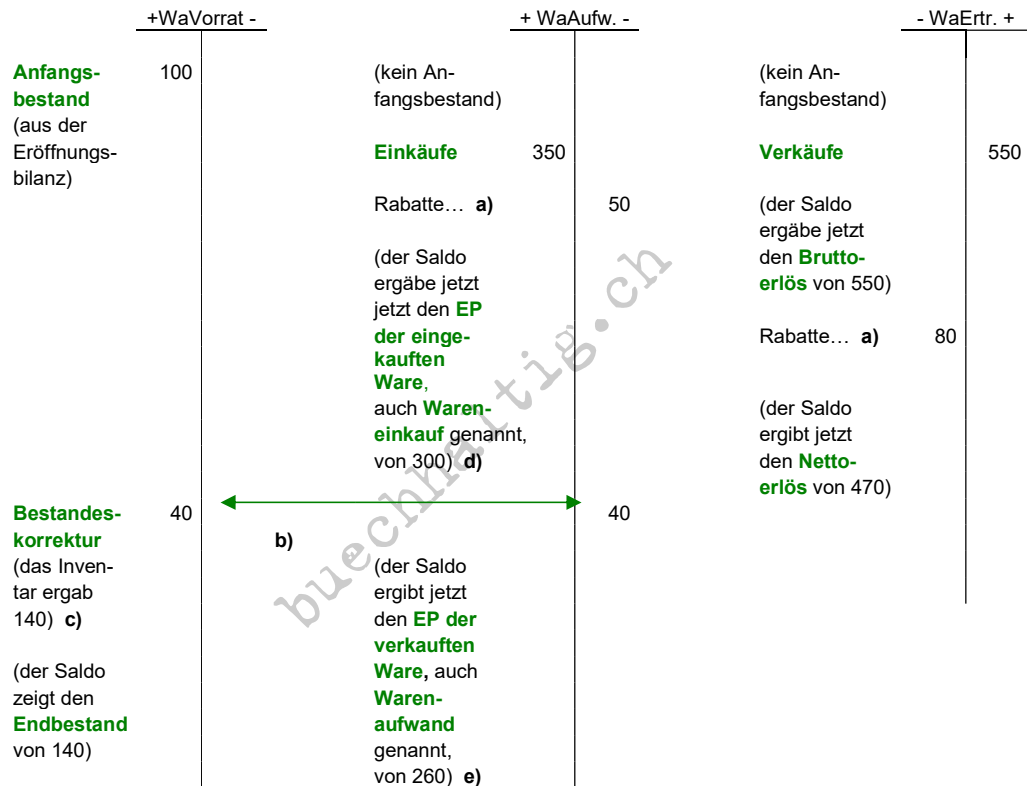 +WaVorrat -
+ WaAufw. -
- WaErtr. +
Anfangs-
bestand
(aus der
Eröffnungs-
bilanz)
100
(kein An-
fangsbestand)
Einkäufe 350
Rabatte… a) 50
(der Saldo
ergäbe jetzt
jetzt den EP
der einge-
kauften
Ware,
auch Waren-
einkauf genannt,
von 300) d)
(kein An-
fangsbestand)
Verkäufe 550
(der Saldo
ergäbe jetzt
den Brutto-
erlös von 550)
Rabatte… a) 80
(der Saldo
ergibt jetzt
den Netto-
erlös von 470)
Bestandes-
korrektur
(das Inven-
tar ergab
140) c)
40
b)
40
(der Saldo
zeigt den
Endbestand
von 140)
(der Saldo
ergibt jetzt
den EP der
verkauften
Ware, auch
Waren-
aufwand
genannt,
von 260) e)
buechhaltig.ch